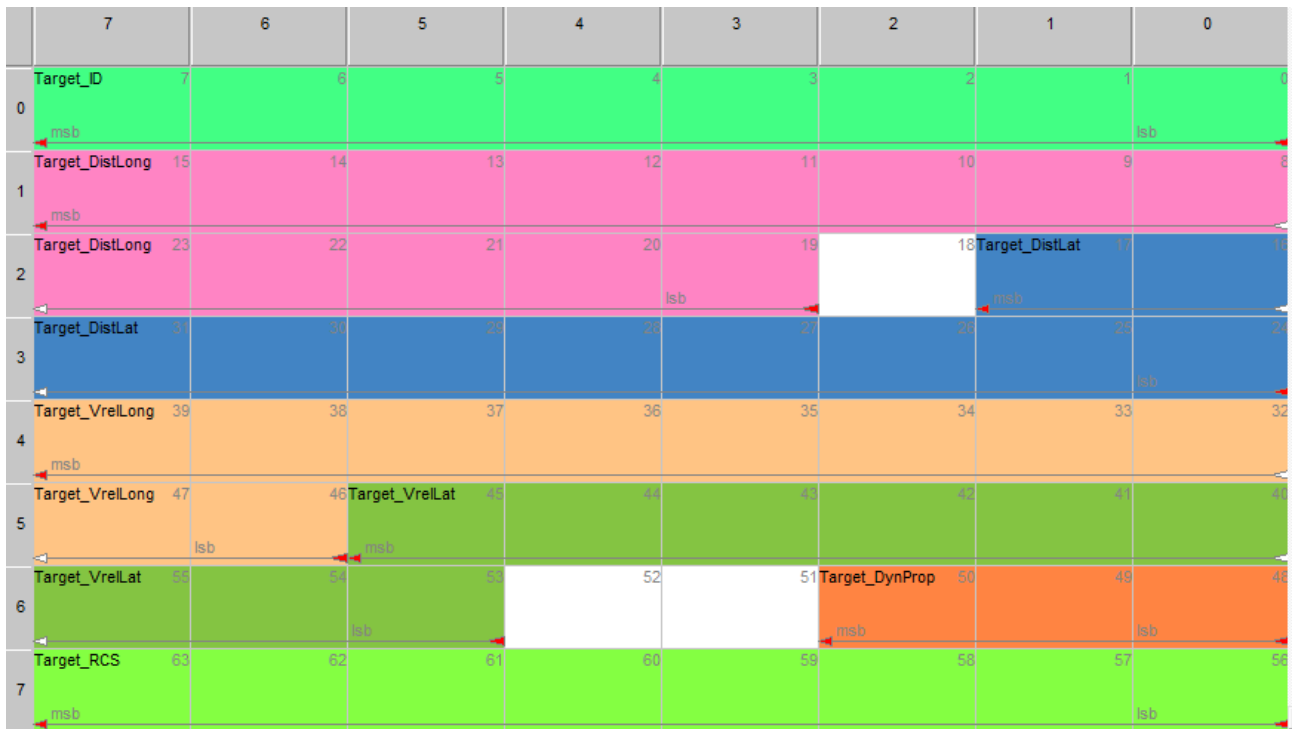 7 6 5 4 3 2 1 0
Target_ID 7 6 5 4 3 2 1 0
0
msb lsb
Target_DistLong 15 14 13 12 11 10 9 8
1
msb
Target_DistLong 23 22 21 20 19 18 Target_DistLat 17 16
2
lsb msb
Target_DistLat 31 30 29 28 27 26 25 24
3
lsb
Target_VrelLong 39 38 37 36 35 34 33 32
4
msb
Target_VrelLong 47 46 Target_VrelLat 45 44 43 42 41 40
5
lsb msb
Target_VrelLat 55 54 53 52 51 Target_DynProp 50 49 48
6
lsb msb lsb
Target_RCS 63 62 61 60 59 58 57 56
7
msb lsb